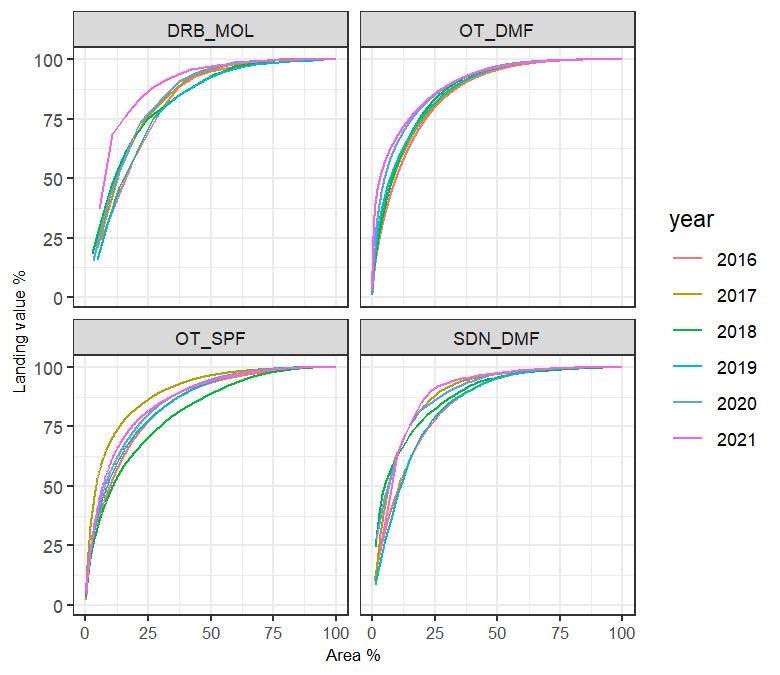 DRB_MOL
OT_DMF
100
75
50
25
0
OT_SPF
SDN_DMF
100
75
50
25
0
0 25 50 75 100 0 25 50 75 100
Area %
Landing value %
year
2016
2017
2018
2019
2020
2021